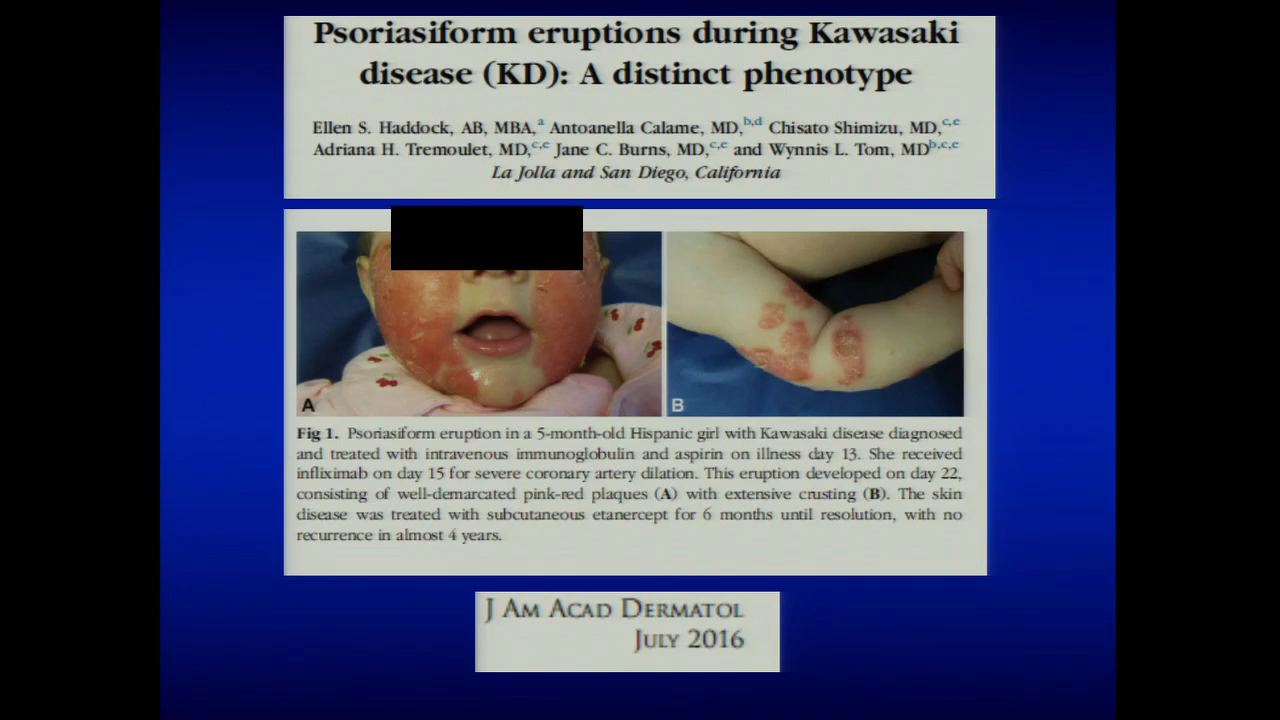 Psoriasiform eruptions during Kawasaki
disease (KD): A distinct phenotype
Ellen S. Haddock, AB, MBA,a Antoanella Calame, MD,b,d Chisato Shimizu, MD,c,e
Adriana H. Tremoulet, MD,c,e Jane C. Burns, MD,c,e and Wynnis L. Tom, MDb,c,e
La Jolla and San Diego, California
A
B
Fig 1. Psoriasiform eruption in a 5-month-old Hispanic girl with Kawasaki disease diagnosed
and treated with intravenous immunoglobulin and aspirin on illness day 13. She received
infliximab on day 15 for severe coronary artery dilation. This eruption developed on day 22,
consisting of well-demarcated pink-red plaques (A) with extensive crusting (B). The skin
disease was treated with subcutaneous etanercept for 6 months until resolution, with no
recurrence in almost 4 years.
J AM ACAD DERMATOL
JULY 2016